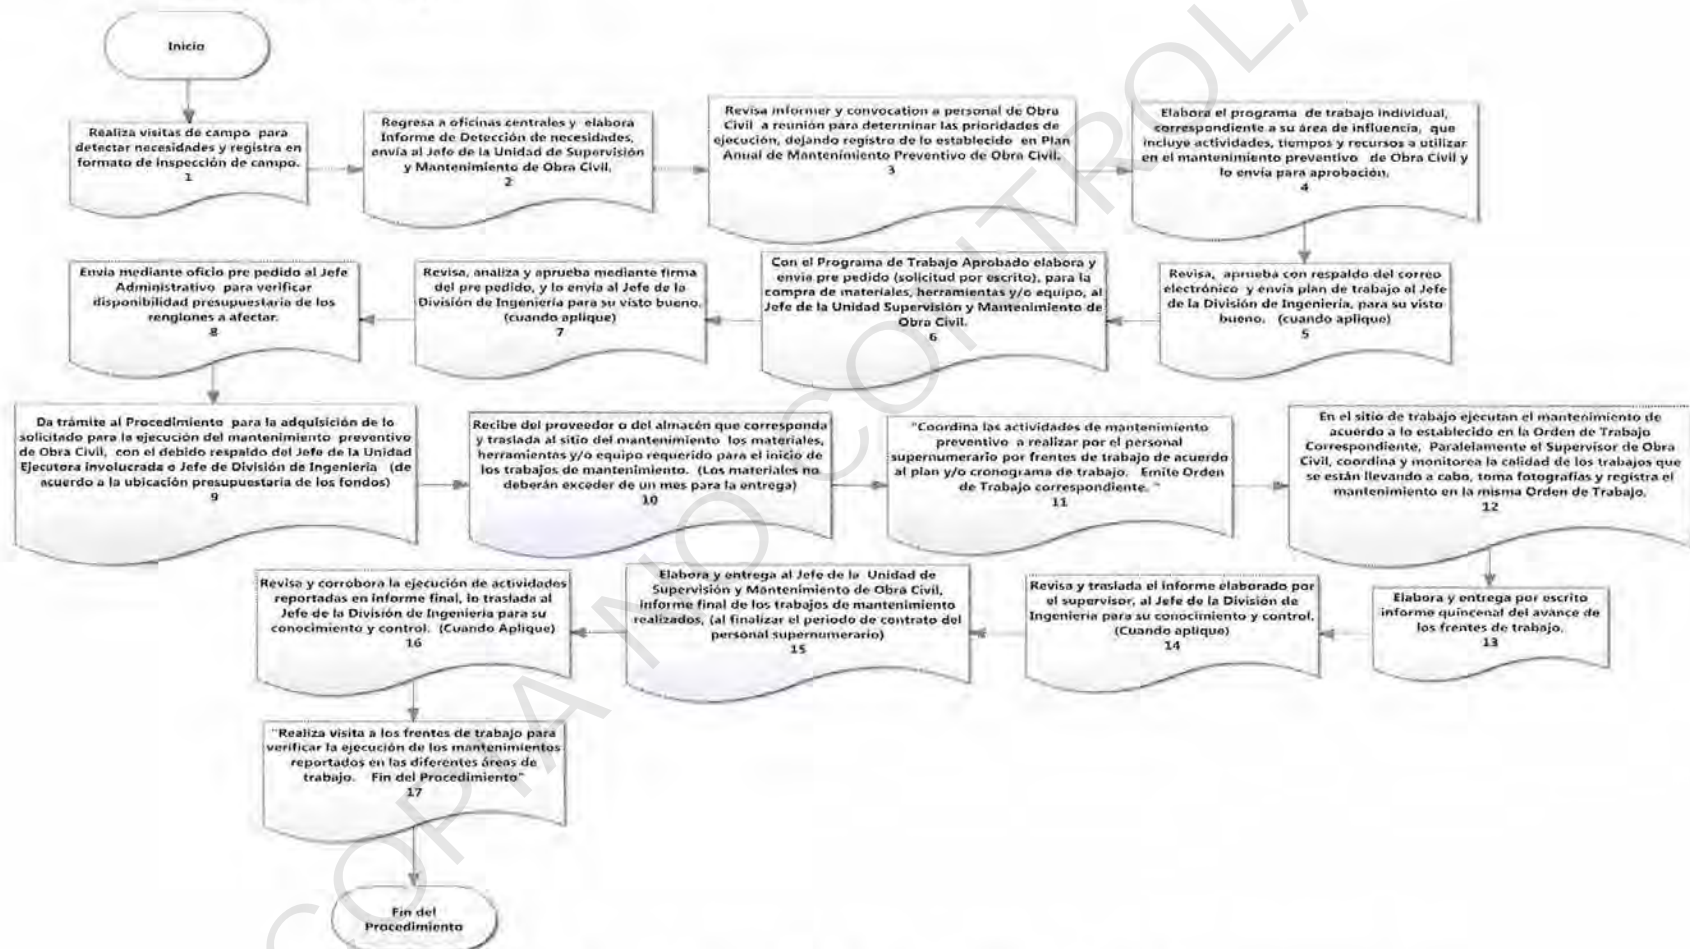 Inicio
Realiza visitas de campo para
detectar necesidades y registra en
formato de inspección de campo.
1
Regresa a oficinas centrales y elabora
Informe de Detección de necesidades,
envía al Jefe de la Unidad de Supervisión
y Mantenimiento de Obra Civil.
2
Revisa informer y convocation a personal de Obra
Civil a reunión para determinar las prioridades de
ejecución, dejando registro de lo establecido en Plan
Anual de Mantenimiento Preventivo de Obra Civil.
3
Elabora el programa de trabajo individual,
correspondiente a su área de influencia, que
incluye actividades, tiempos y recursos a utilizar
en el mantenimiento preventivo de Obra Civil y
lo envía para aprobación.
4
Revisa, aprueba con respaldo del correo
electrónico y envía plan de trabajo al Jefe
de la División de Ingeniería, para su visto
bueno. (cuando aplique)
5
Con el Programa de Trabajo Aprobado elabora y
envía pre pedido (solicitud por escrito), para la
compra de materiales, herramientas y/o equipo, al
Jefe de la Unidad Supervisión y Mantenimiento de
Obra Civil.
6
Revisa, analiza y aprueba mediante firma
del pre pedido, y lo envía al Jefe de la
División de Ingeniería para su visto bueno.
(cuando aplique)
7
Envía mediante oficio pre pedido al Jefe
Administrativo para verificar
disponibilidad presupuestaria de los
renglones a afectar.
8
Da trámite al Procedimiento para la adquisición de lo
solicitado para la ejecución del mantenimiento preventivo
de Obra Civil, con el debido respaldo del Jefe de la Unidad
Ejecutora involucrada o Jefe de División de Ingeniería (de
acuerdo a la ubicación presupuestaria de los fondos)
9
Recibe del proveedor o del almacén que corresponda
y traslada al sitio del mantenimiento los materiales,
herramientas y/o equipo requerido para el inicio de
los trabajos de mantenimiento. (Los materiales no
deberán exceder de un mes para la entrega)
10
"Coordina las actividades de mantenimiento
preventivo a realizar por el personal
supernumerario por frentes de trabajo de acuerdo
al plan y/o cronograma de trabajo. Emite Orden
de Trabajo correspondiente. "
11
En el sitio de trabajo ejecutan el mantenimiento de
acuerdo a lo establecido en la Orden de Trabajo
Correspondiente, Paralelamente el Supervisor de Obra
Civil, coordina y monitorea la calidad de los trabajos que
se están llevando a cabo, toma fotografías y registra el
mantenimiento en la misma Orden de Trabajo.
12
Elabora y entrega por escrito
informe quincenal del avance de
los frentes de trabajo.
13
Revisa y traslada el informe elaborado por
el supervisor, al Jefe de la División de
Ingeniería para su conocimiento y control.
(Cuando aplique)
14
Elabora y entrega al Jefe de la Unidad de
Supervisión y Mantenimiento de Obra Civil,
informe final de los trabajos de mantenimiento
realizados, (al finalizar el periodo de contrato del
personal supernumerario)
15
Revisa y corrobora la ejecución de actividades
reportadas en informe final, lo traslada al
Jefe de la División de Ingeniería para su
conocimiento y control. (Cuando Aplique)
16
"Realiza visita a los frentes de trabajo para
verificar la ejecución de los mantenimientos
reportados en las diferentes áreas de
trabajo. Fin del Procedimiento"
17
Fin del
Procedimiento
COPIA NO CONTROLA